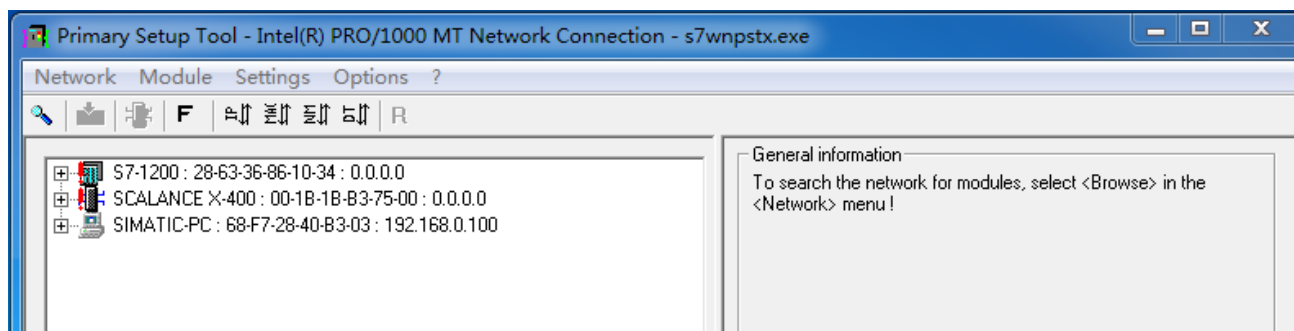 Primary Setup Tool - Intel(R) PRO/1000 MT Network Connection - s7wnpstx.exe
Network Module Settings Options ?
F R
S7-1200 : 28-63-36-86-10-34 : 0.0.0.0
SCALANCE X-400 : 00-1B-1B-B3-75-00 : 0.0.0.0
SIMATIC-PC : 68-F7-28-40-B3-03 : 192.168.0.100
General information
To search the network for modules, select <Browse> in the
<Network> menu !